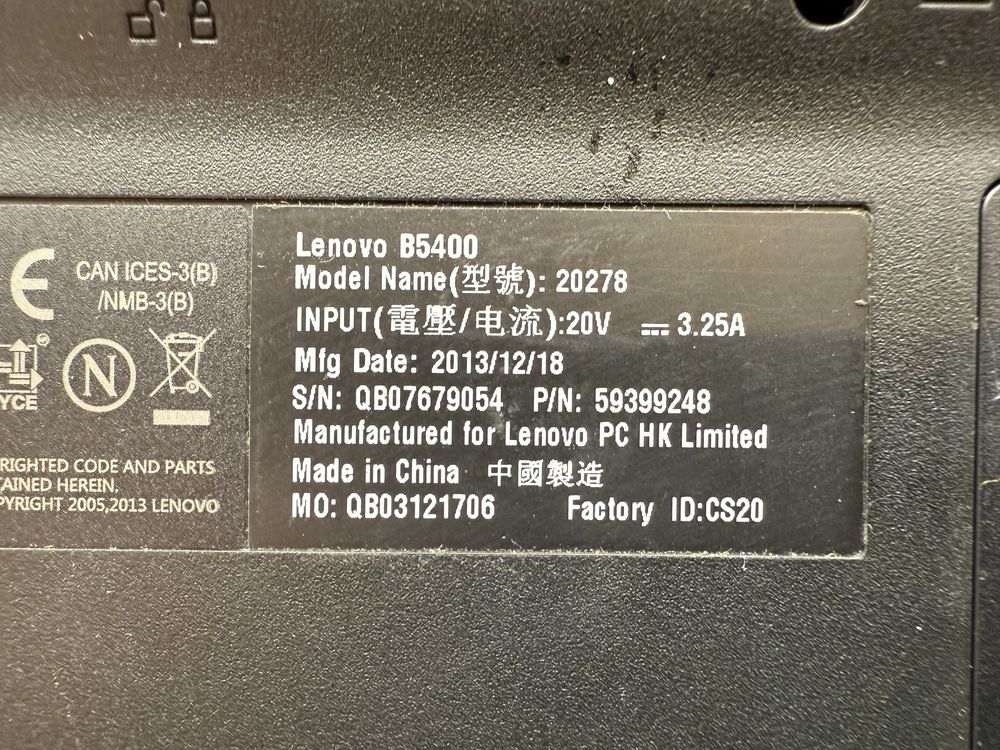 CAN ICES-3(B)
/NMB-3(B)
N
YCE
RIGHTED CODE AND PARTS
AINED HEREIN.
PYRIGHT 2005,2013 LENOVO
Lenovo B5400
Model Name(型號): 20278
INPUT(電壓/电流):20V ⎓ 3.25A
Mfg Date: 2013/12/18
S/N: QB07679054 P/N: 59399248
Manufactured for Lenovo PC HK Limited
Made in China 中國製造
MO: QB03121706 Factory ID:CS20